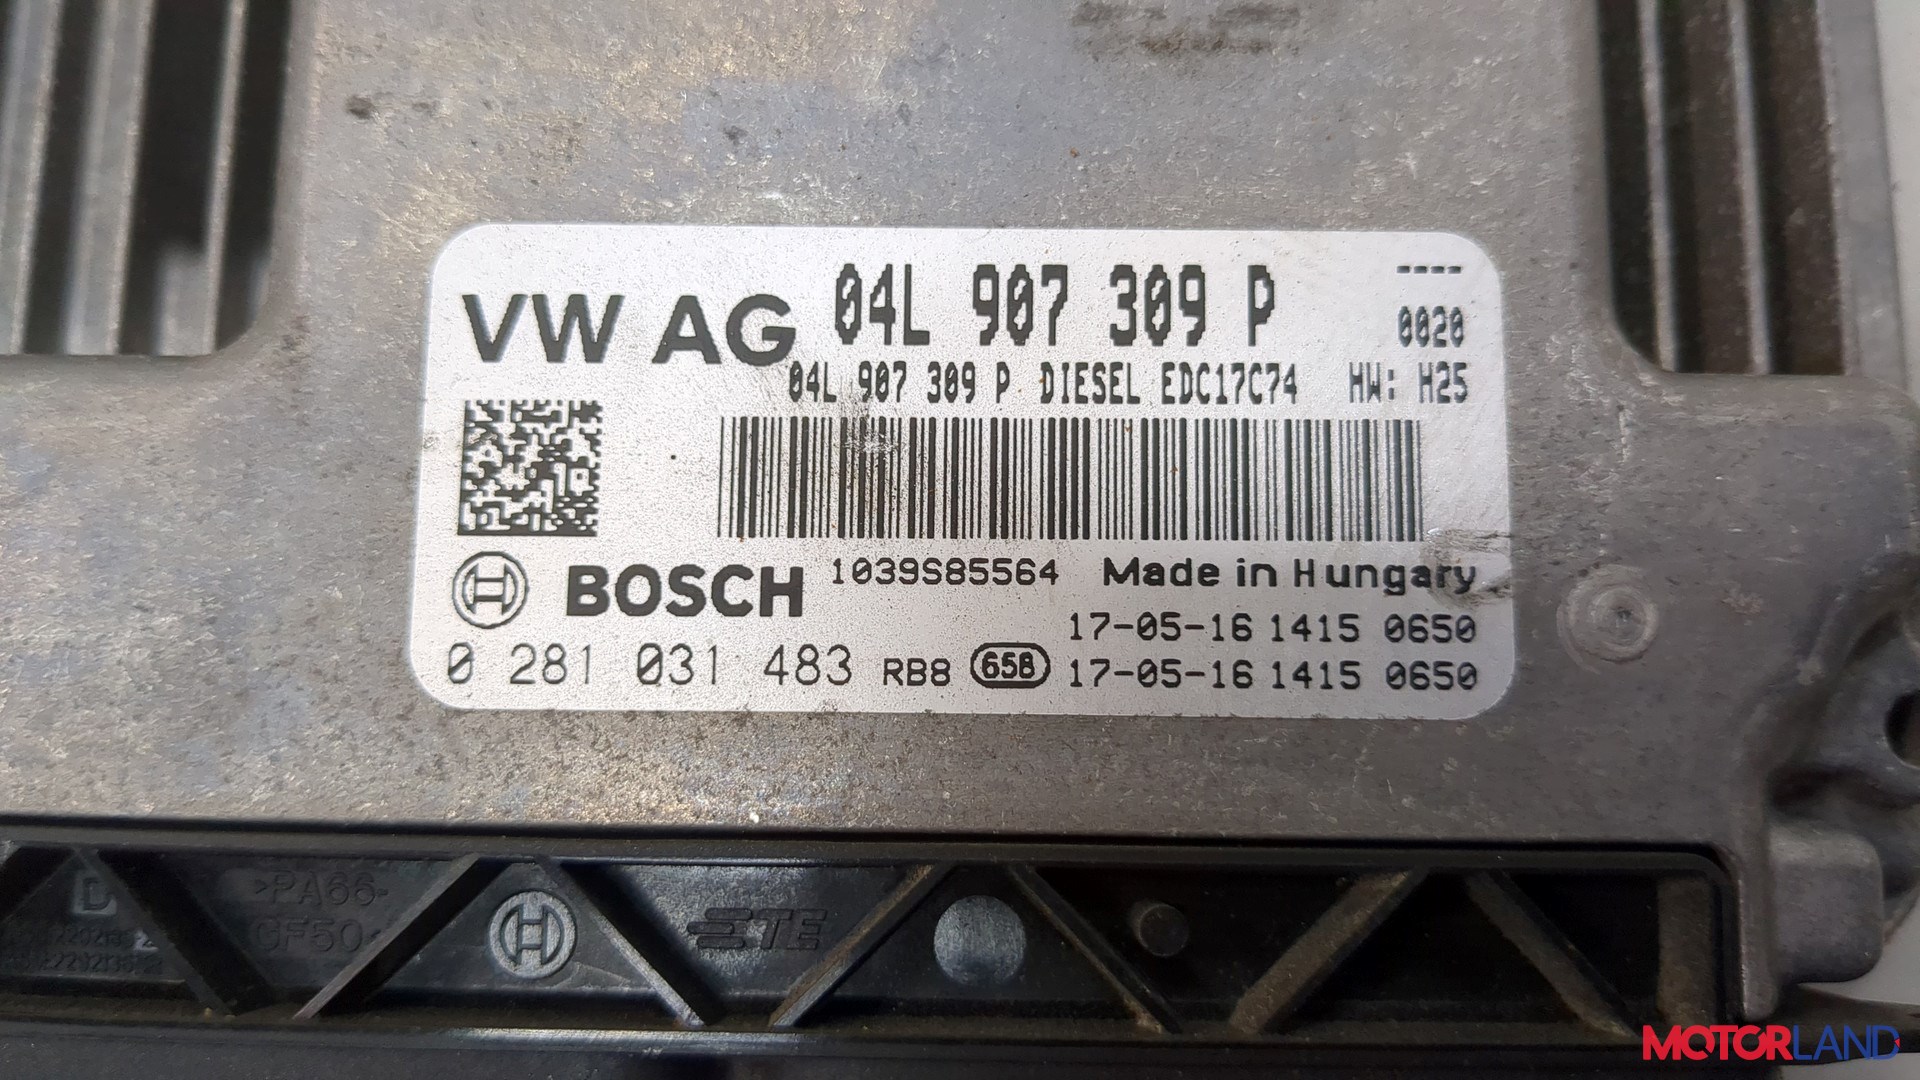 VW AG 04L 907 309 P ----
0020
04L 907 309 P DIESEL EDC17C74 HW: H25
BOSCH 1039S85564 Made in Hungary
17-05-16 1415 0650
0 281 031 483 RB8 658 17-05-16 1415 0650
D >PA66-
GF50<
TE
MOTORLAND